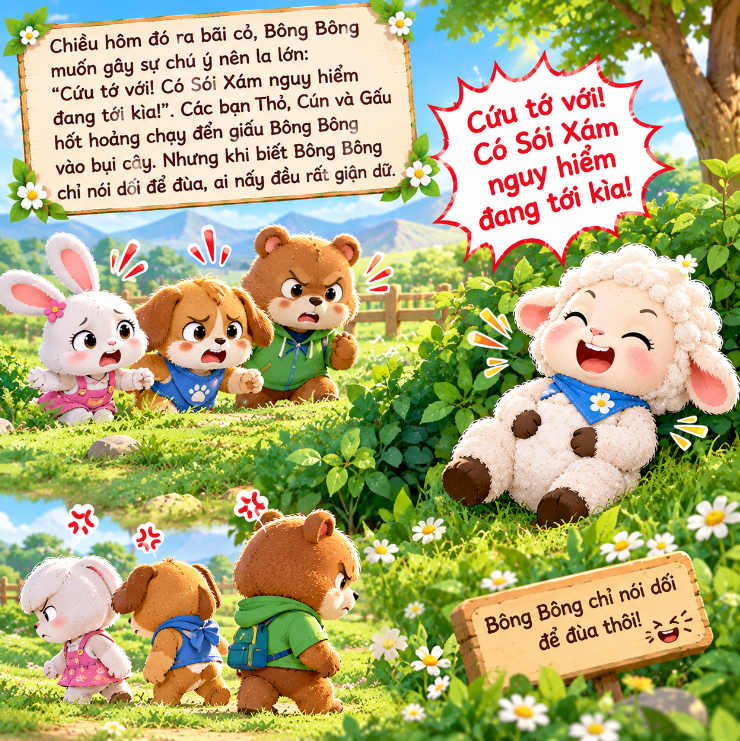 Chiều hôm đó ra bãi cỏ, Bông Bông
muốn gây sự chú ý nên la lớn:
“Cứu tớ với! Có Sói Xám nguy hiểm
đang tới kìa!”. Các bạn Thỏ, Cún và Gấu
hốt hoảng chạy đến giấu Bông Bông
vào bụi cây. Nhưng khi biết Bông Bông
chỉ nói dối để đùa, ai nấy đều rất giận dữ.
Cứu tớ với!
Có Sói Xám
nguy hiểm
đang tới kìa!
Bông Bông chỉ nói dối
để đùa thôi!